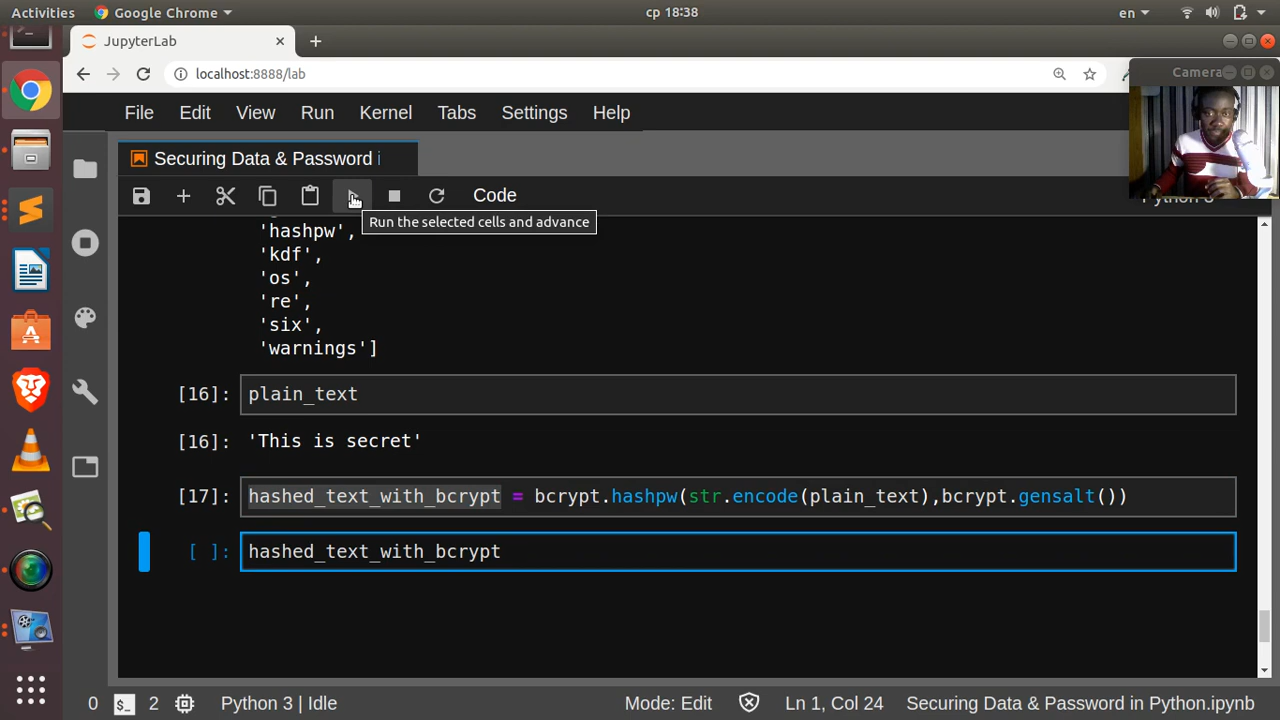 Activities Google Chrome ср 18:38 en
JupyterLab
localhost:8888/lab
Camera
File Edit View Run Kernel Tabs Settings Help
Securing Data & Password i
Code
Run the selected cells and advance
'hashpw',
'kdf',
'os',
're',
'six',
'warnings']
[16]: plain_text
[16]: 'This is secret'
[17]: hashed_text_with_bcrypt = bcrypt.hashpw(str.encode(plain_text),bcrypt.gensalt())
[ ]: hashed_text_with_bcrypt
0 2 Python 3 | Idle Mode: Edit Ln 1, Col 24 Securing Data & Password in Python.ipynb